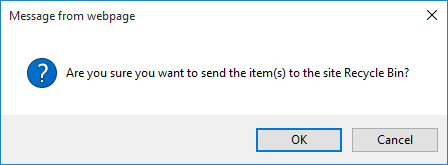 Message from webpage
Are you sure you want to send the item(s) to the site Recycle Bin?
OK
Cancel